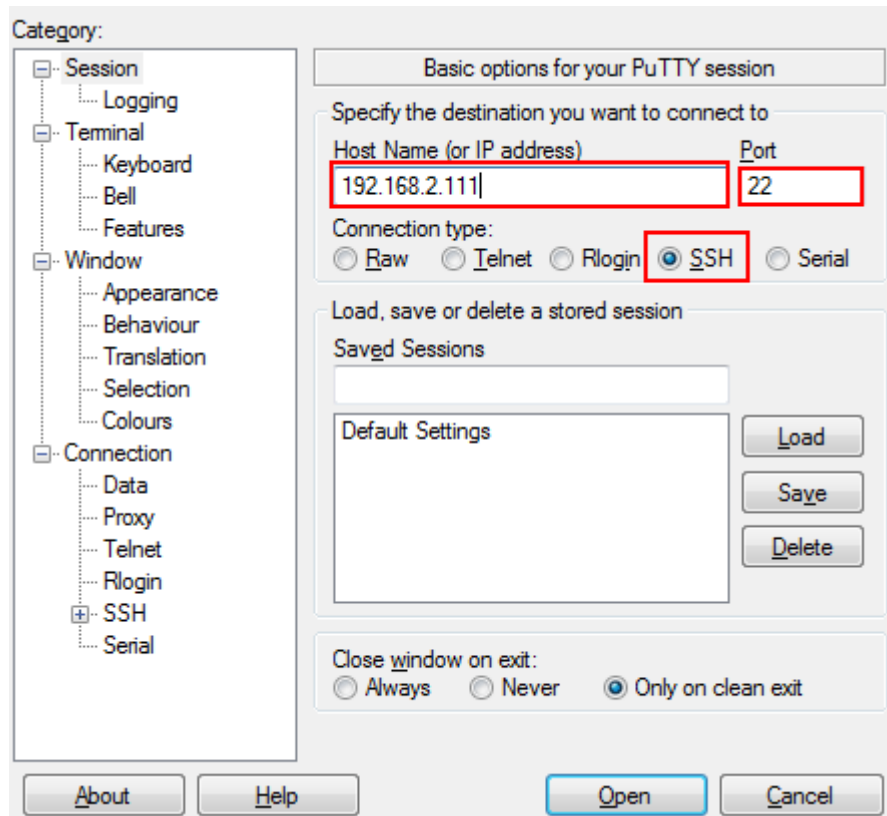 Category:
Session
Logging
Terminal
Keyboard
Bell
Features
Window
Appearance
Behaviour
Translation
Selection
Colours
Connection
Data
Proxy
Telnet
Rlogin
SSH
Serial
Basic options for your PuTTY session
Specify the destination you want to connect to
Host Name (or IP address) Port
192.168.2.111 22
Connection type:
Raw Telnet Rlogin SSH Serial
Load, save or delete a stored session
Saved Sessions
Default Settings
Load
Save
Delete
Close window on exit:
Always Never Only on clean exit
About Help Open Cancel